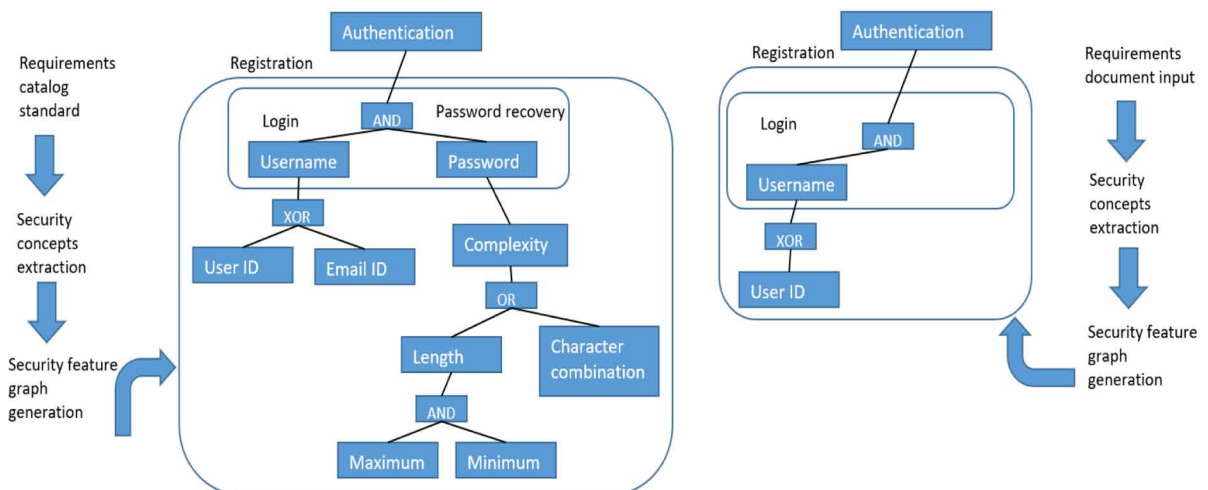 Requirements
catalog
standard
Security
concepts
extraction
Security feature
graph
generation
Authentication
Registration
AND
Login
Password recovery
Username
Password
XOR
User ID
Email ID
Complexity
OR
Length
Character
combination
AND
Maximum
Minimum
Authentication
Registration
Login
AND
Username
XOR
User ID
Requirements
document input
Security
concepts
extraction
Security feature
graph
generation